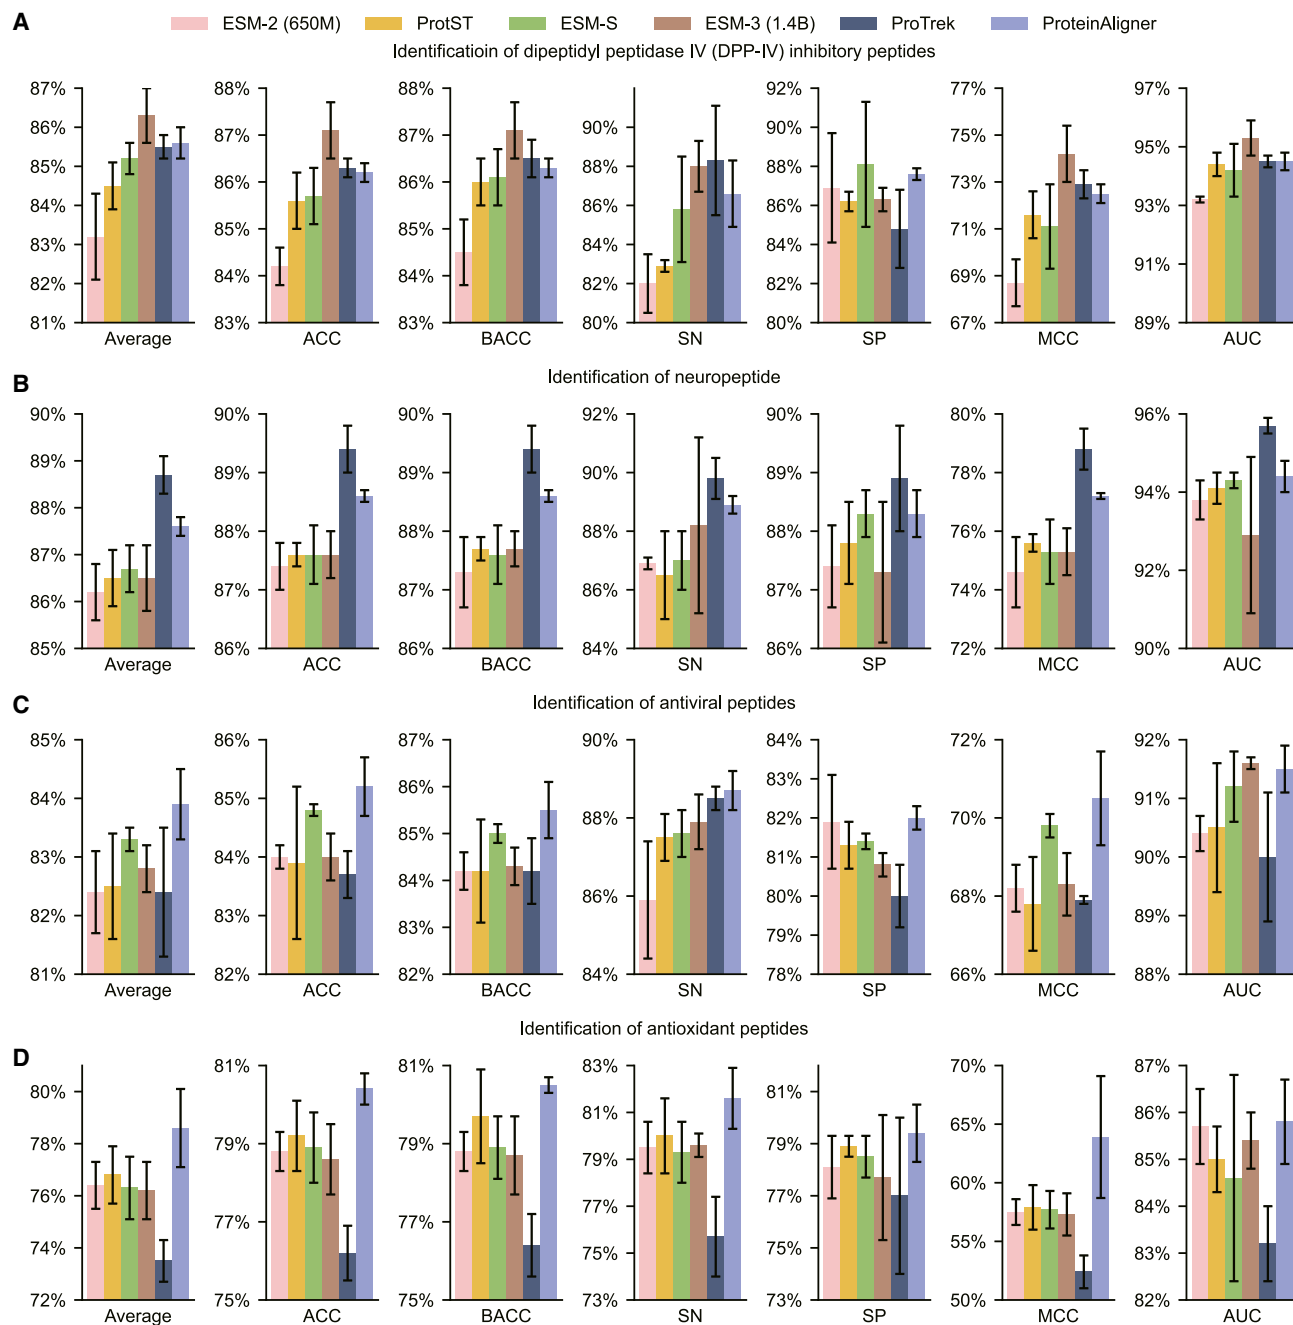 A
ESM-2 (650M) ProtST ESM-S ESM-3 (1.4B) ProTrek ProteinAligner
Identificatioin of dipeptidyl peptidase IV (DPP-IV) inhibitory peptides
87% 88% 88% 90% 92% 77% 97%
86% 87% 87% 88% 90% 75% 95%
85% 86% 86% 86% 88% 73% 93%
84% 85% 85% 84% 86% 71% 91%
83% 84% 84% 82% 84% 69% 89%
82% 83% 83% 80% 82% 67%
81% 80%
Average ACC BACC SN SP MCC AUC
B
Identification of neuropeptide
90% 90% 90% 92% 90% 80% 96%
89% 89% 89% 90% 89% 78% 94%
88% 88% 88% 88% 88% 76% 92%
87% 87% 87% 86% 87% 74% 90%
86% 86% 86% 84% 86% 72%
85%
Average ACC BACC SN SP MCC AUC
C
Identification of antiviral peptides
85% 86% 87% 90% 84% 72% 92%
84% 85% 86% 88% 83% 70% 91%
83% 84% 85% 86% 82% 68% 90%
82% 83% 84% 84% 81% 66% 89%
81% 82% 83% 80% 88%
82% 79%
78%
Average ACC BACC SN SP MCC AUC
D
Identification of antioxidant peptides
80% 81% 81% 83% 81% 70% 87%
78% 79% 79% 81% 79% 65% 86%
76% 77% 77% 79% 77% 60% 85%
74% 75% 75% 77% 75% 55% 84%
72% 75% 73% 50% 83%
73% 82%
Average ACC BACC SN SP MCC AUC